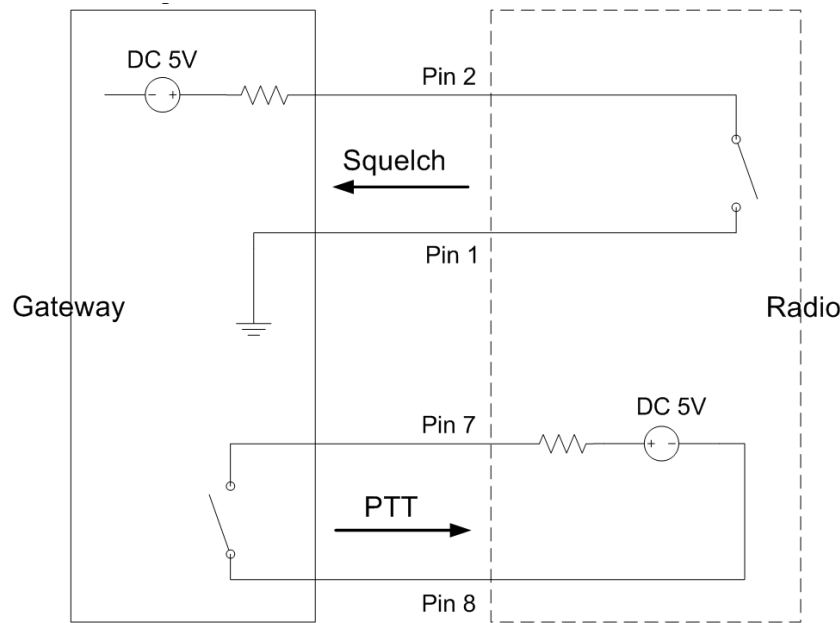 DC 5V
Pin 2
Squelch
Pin 1
Gateway
Radio
DC 5V
Pin 7
PTT
Pin 8